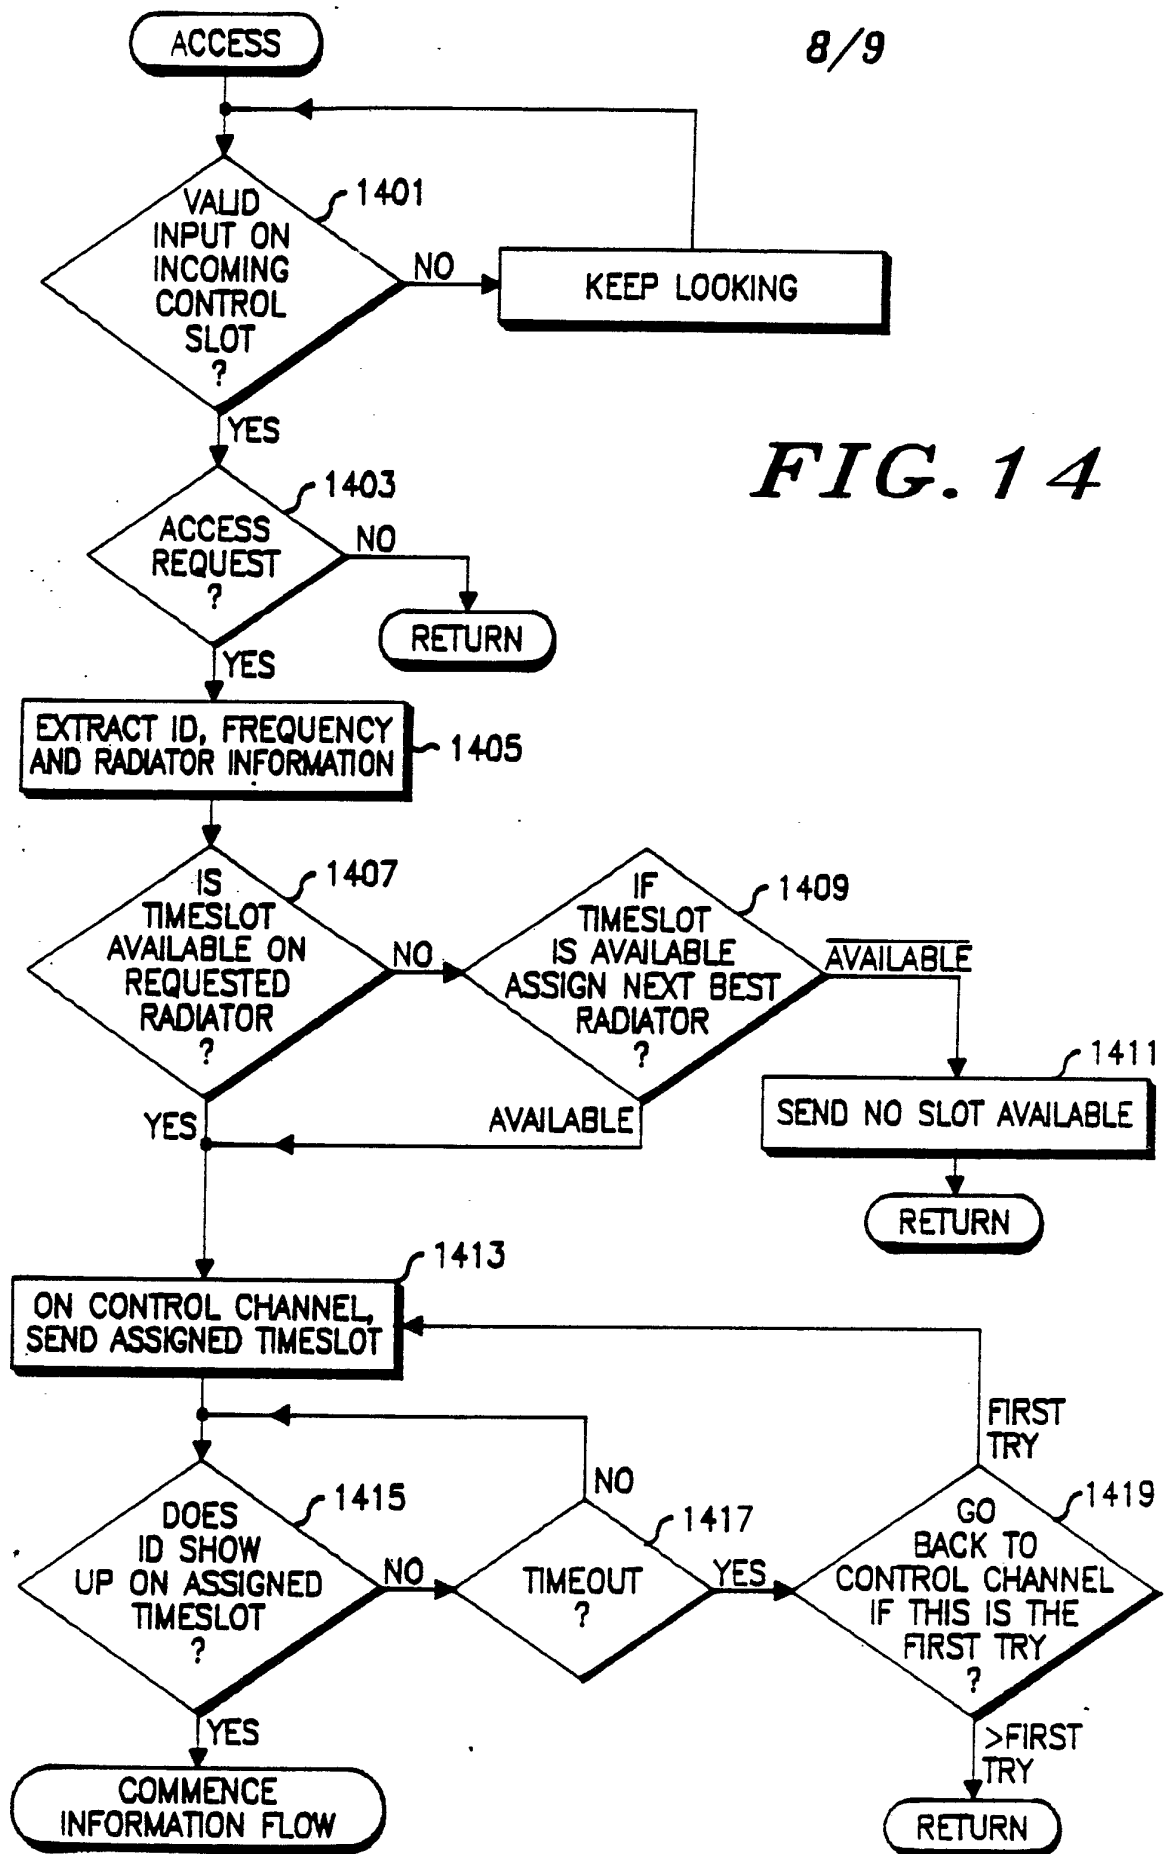 ACCESS
8/9
VALID
INPUT ON
INCOMING
CONTROL
SLOT
?
1401
NO
KEEP LOOKING
YES
FIG. 14
ACCESS
REQUEST
?
1403
NO
RETURN
YES
EXTRACT ID, FREQUENCY
AND RADIATOR INFORMATION
1405
IS
TIMESLOT
AVAILABLE ON
REQUESTED
RADIATOR
?
1407
NO
IF
TIMESLOT
IS AVAILABLE
ASSIGN NEXT BEST
RADIATOR
?
1409
AVAILABLE
1411
SEND NO SLOT AVAILABLE
YES
AVAILABLE
RETURN
1413
ON CONTROL CHANNEL,
SEND ASSIGNED TIMESLOT
FIRST
TRY
DOES
ID SHOW
UP ON ASSIGNED
TIMESLOT
?
1415
NO
NO
TIMEOUT
?
1417
YES
GO
BACK TO
CONTROL CHANNEL
IF THIS IS THE
FIRST TRY
?
1419
YES
>FIRST
TRY
COMMENCE
INFORMATION FLOW
RETURN